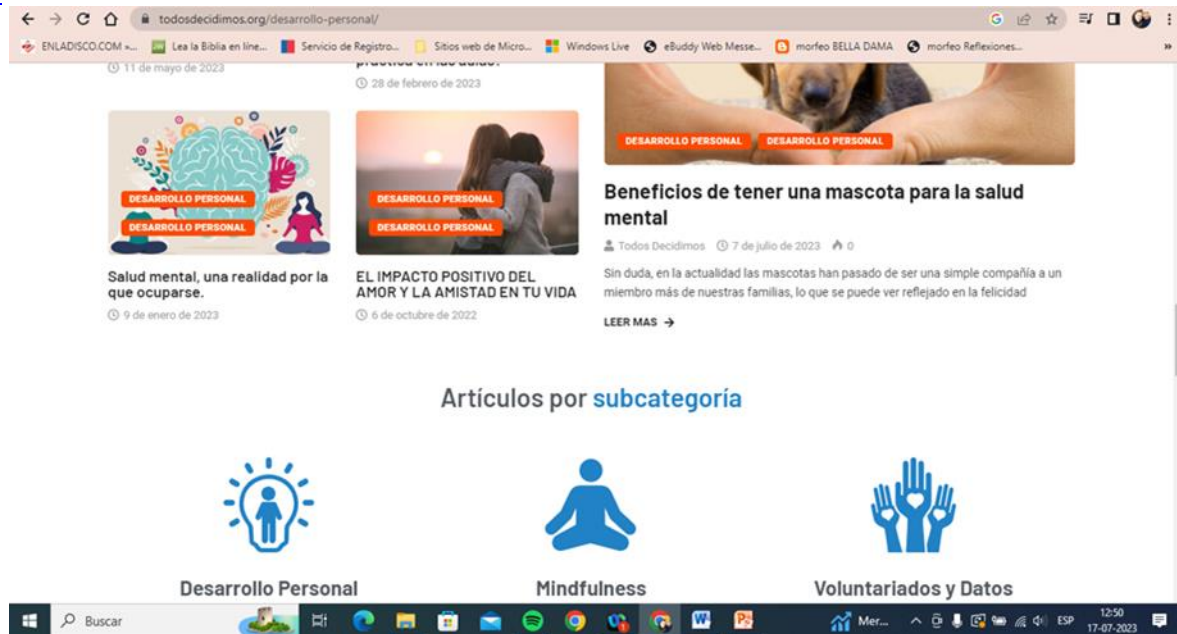 todosdecidimos.org/desarrollo-personal/
ENLADISCO.COM «...
Lea la Biblia en líne...
Servicio de Registro...
Sitios web de Micro...
Windows Live
eBuddy Web Messe...
morfeo BELLA DAMA
morfeo Reflexiones...
»
11 de mayo de 2023
práctica en las aulas?
28 de febrero de 2023
DESARROLLO PERSONAL
DESARROLLO PERSONAL
Salud mental, una realidad por la
que ocuparse.
9 de enero de 2023
DESARROLLO PERSONAL
DESARROLLO PERSONAL
EL IMPACTO POSITIVO DEL
AMOR Y LA AMISTAD EN TU VIDA
6 de octubre de 2022
DESARROLLO PERSONAL DESARROLLO PERSONAL
Beneficios de tener una mascota para la salud
mental
Todos Decidimos 7 de julio de 2023 0
Sin duda, en la actualidad las mascotas han pasado de ser una simple compañía a un
miembro más de nuestras familias, lo que se puede ver reflejado en la felicidad
LEER MAS →
Artículos por subcategoría
Desarrollo Personal
Mindfulness
Voluntariados y Datos
Buscar
Mer...
ESP
12:50
17-07-2023